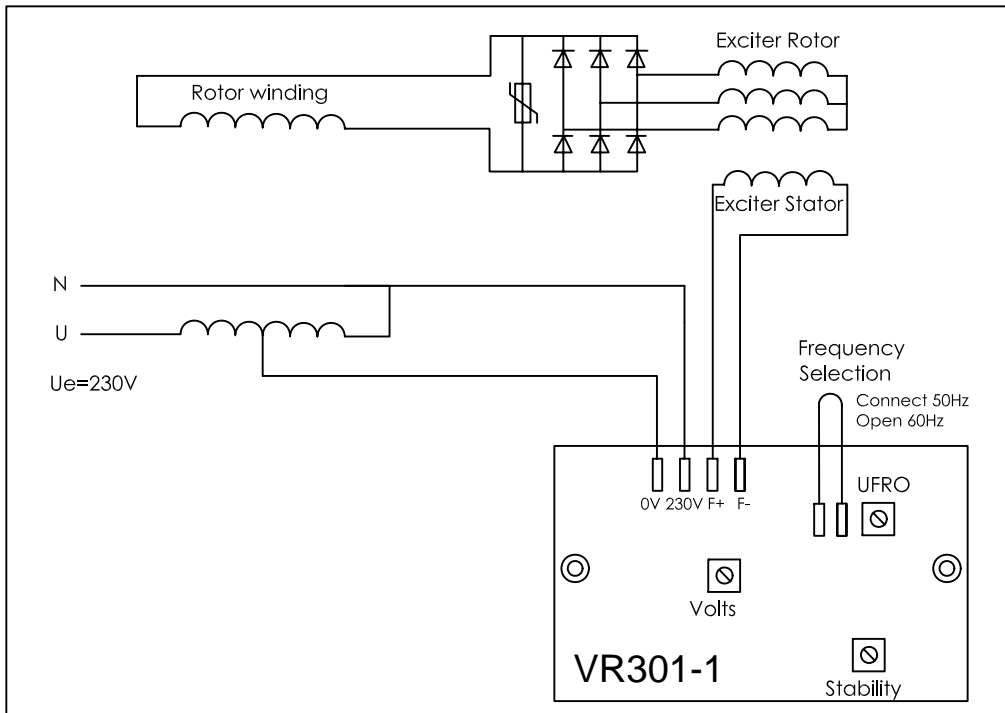 Exciter Rotor
Rotor winding
Exciter Stator
N
U
Ue=230V
Frequency
Selection
Connect 50Hz
Open 60Hz
0V 230V F+ F-
UFRO
Volts
VR301-1
Stability